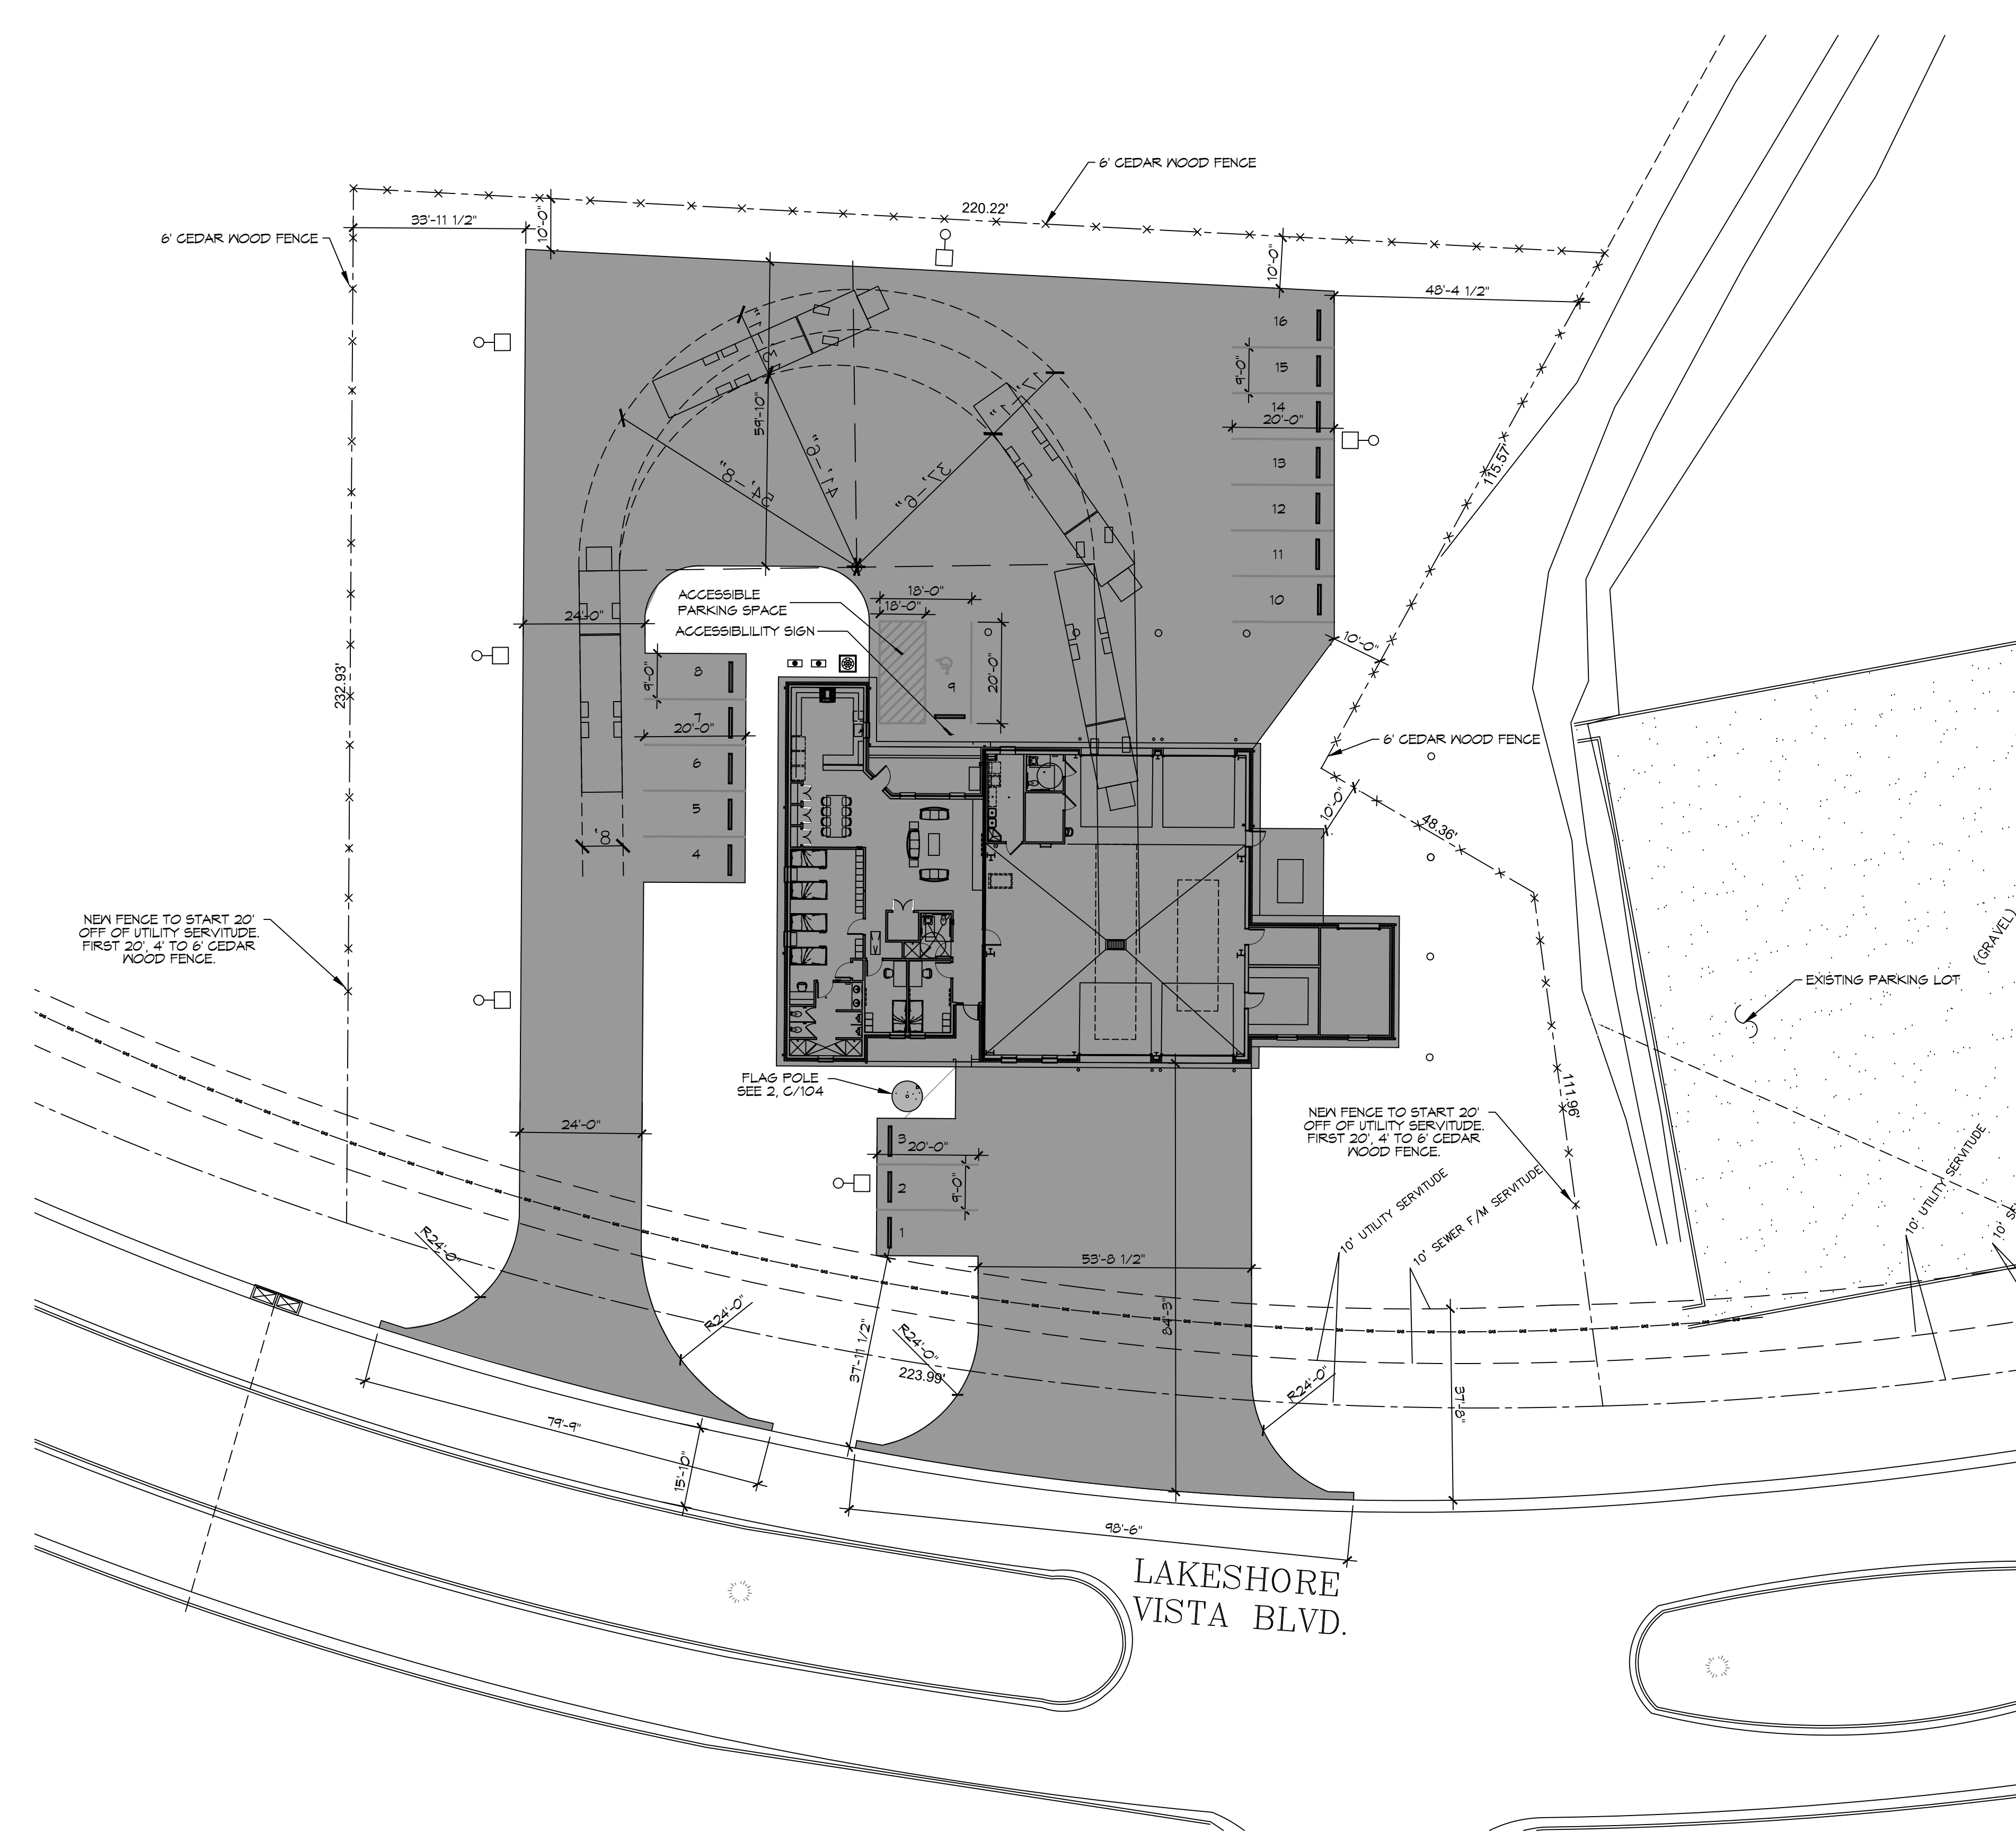 6' CEDAR WOOD FENCE
220.22'
33'-11 1/2"
10'-0"
6' CEDAR WOOD FENCE
10'-0"
48'-4 1/2"
16
15
9'-0"
14
20'-0"
13
12
11
10
13'-1"
17'-1"
59'-10"
54'-8"
41'-6"
37'-6"
115.57'
10'-0"
ACCESSIBLE
PARKING SPACE
ACCESSIBLILITY SIGN
18'-0"
18'-0"
20'-0"
9
24'-0"
232.93'
8
9'-0"
7
20'-0"
6
5
4
8'
6' CEDAR WOOD FENCE
10'-0"
48.36'
NEW FENCE TO START 20'
OFF OF UTILITY SERVITUDE.
FIRST 20', 4' TO 6' CEDAR
WOOD FENCE.
(GRAVEL)
EXISTING PARKING LOT
FLAG POLE
SEE 2, C/104
111.96'
NEW FENCE TO START 20'
OFF OF UTILITY SERVITUDE.
FIRST 20', 4' TO 6' CEDAR
WOOD FENCE.
24'-0"
3
20'-0"
2
9'-0"
1
10' UTILITY SERVITUDE
10' SEWER F/M SERVITUDE
10' UTILITY SERVITUDE
R24'-0"
53'-8 1/2"
R24'-0"
84'-3"
37'-11 1/2"
R24'-0"
223.99'
R24'-0"
37'-8"
79'-9"
15'-10"
98'-6"
LAKESHORE
VISTA BLVD.